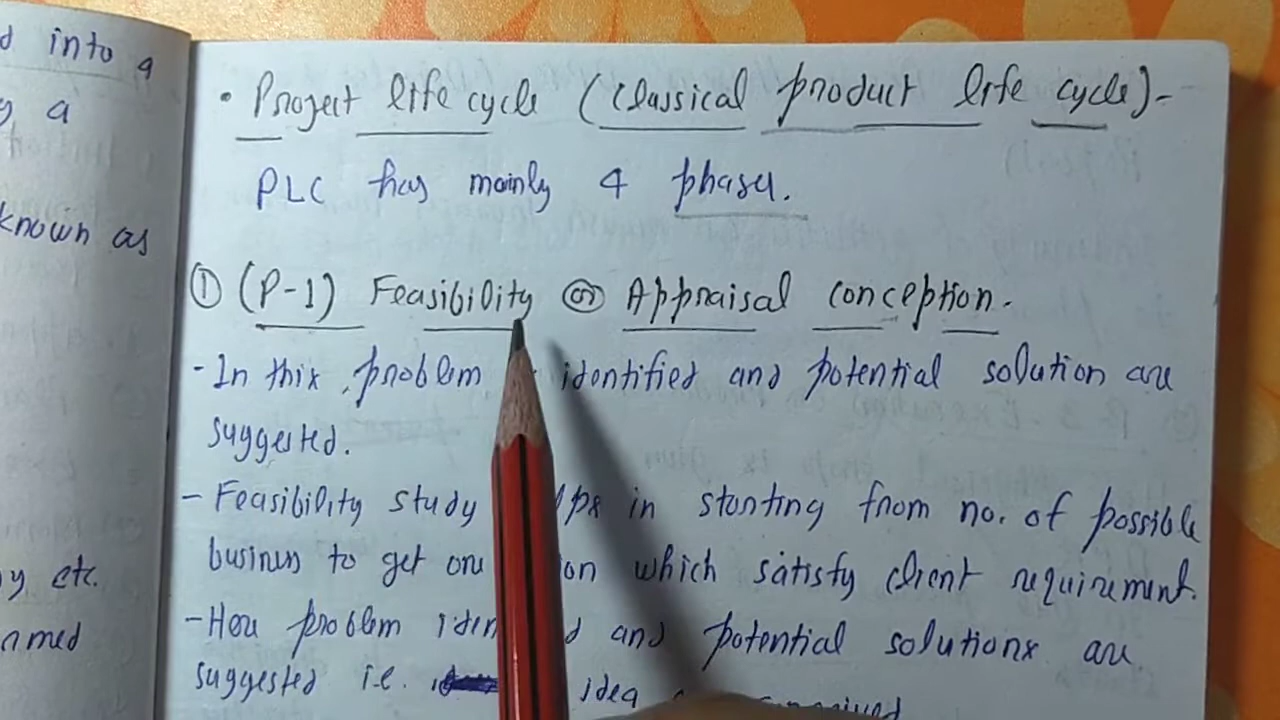 d into a
g a
known as
y etc.
named
• Project life cycle (classical product life cycle)-
PLC has mainly 4 phases.
① (P-1) Feasibility or Appraisal conception.
- In this, problem identified and potential solution are
suggested.
- Feasibility study in starting from no. of possible
business to get one which satisfy client requirement.
- Here problem and potential solutions are
suggested i.e. idea